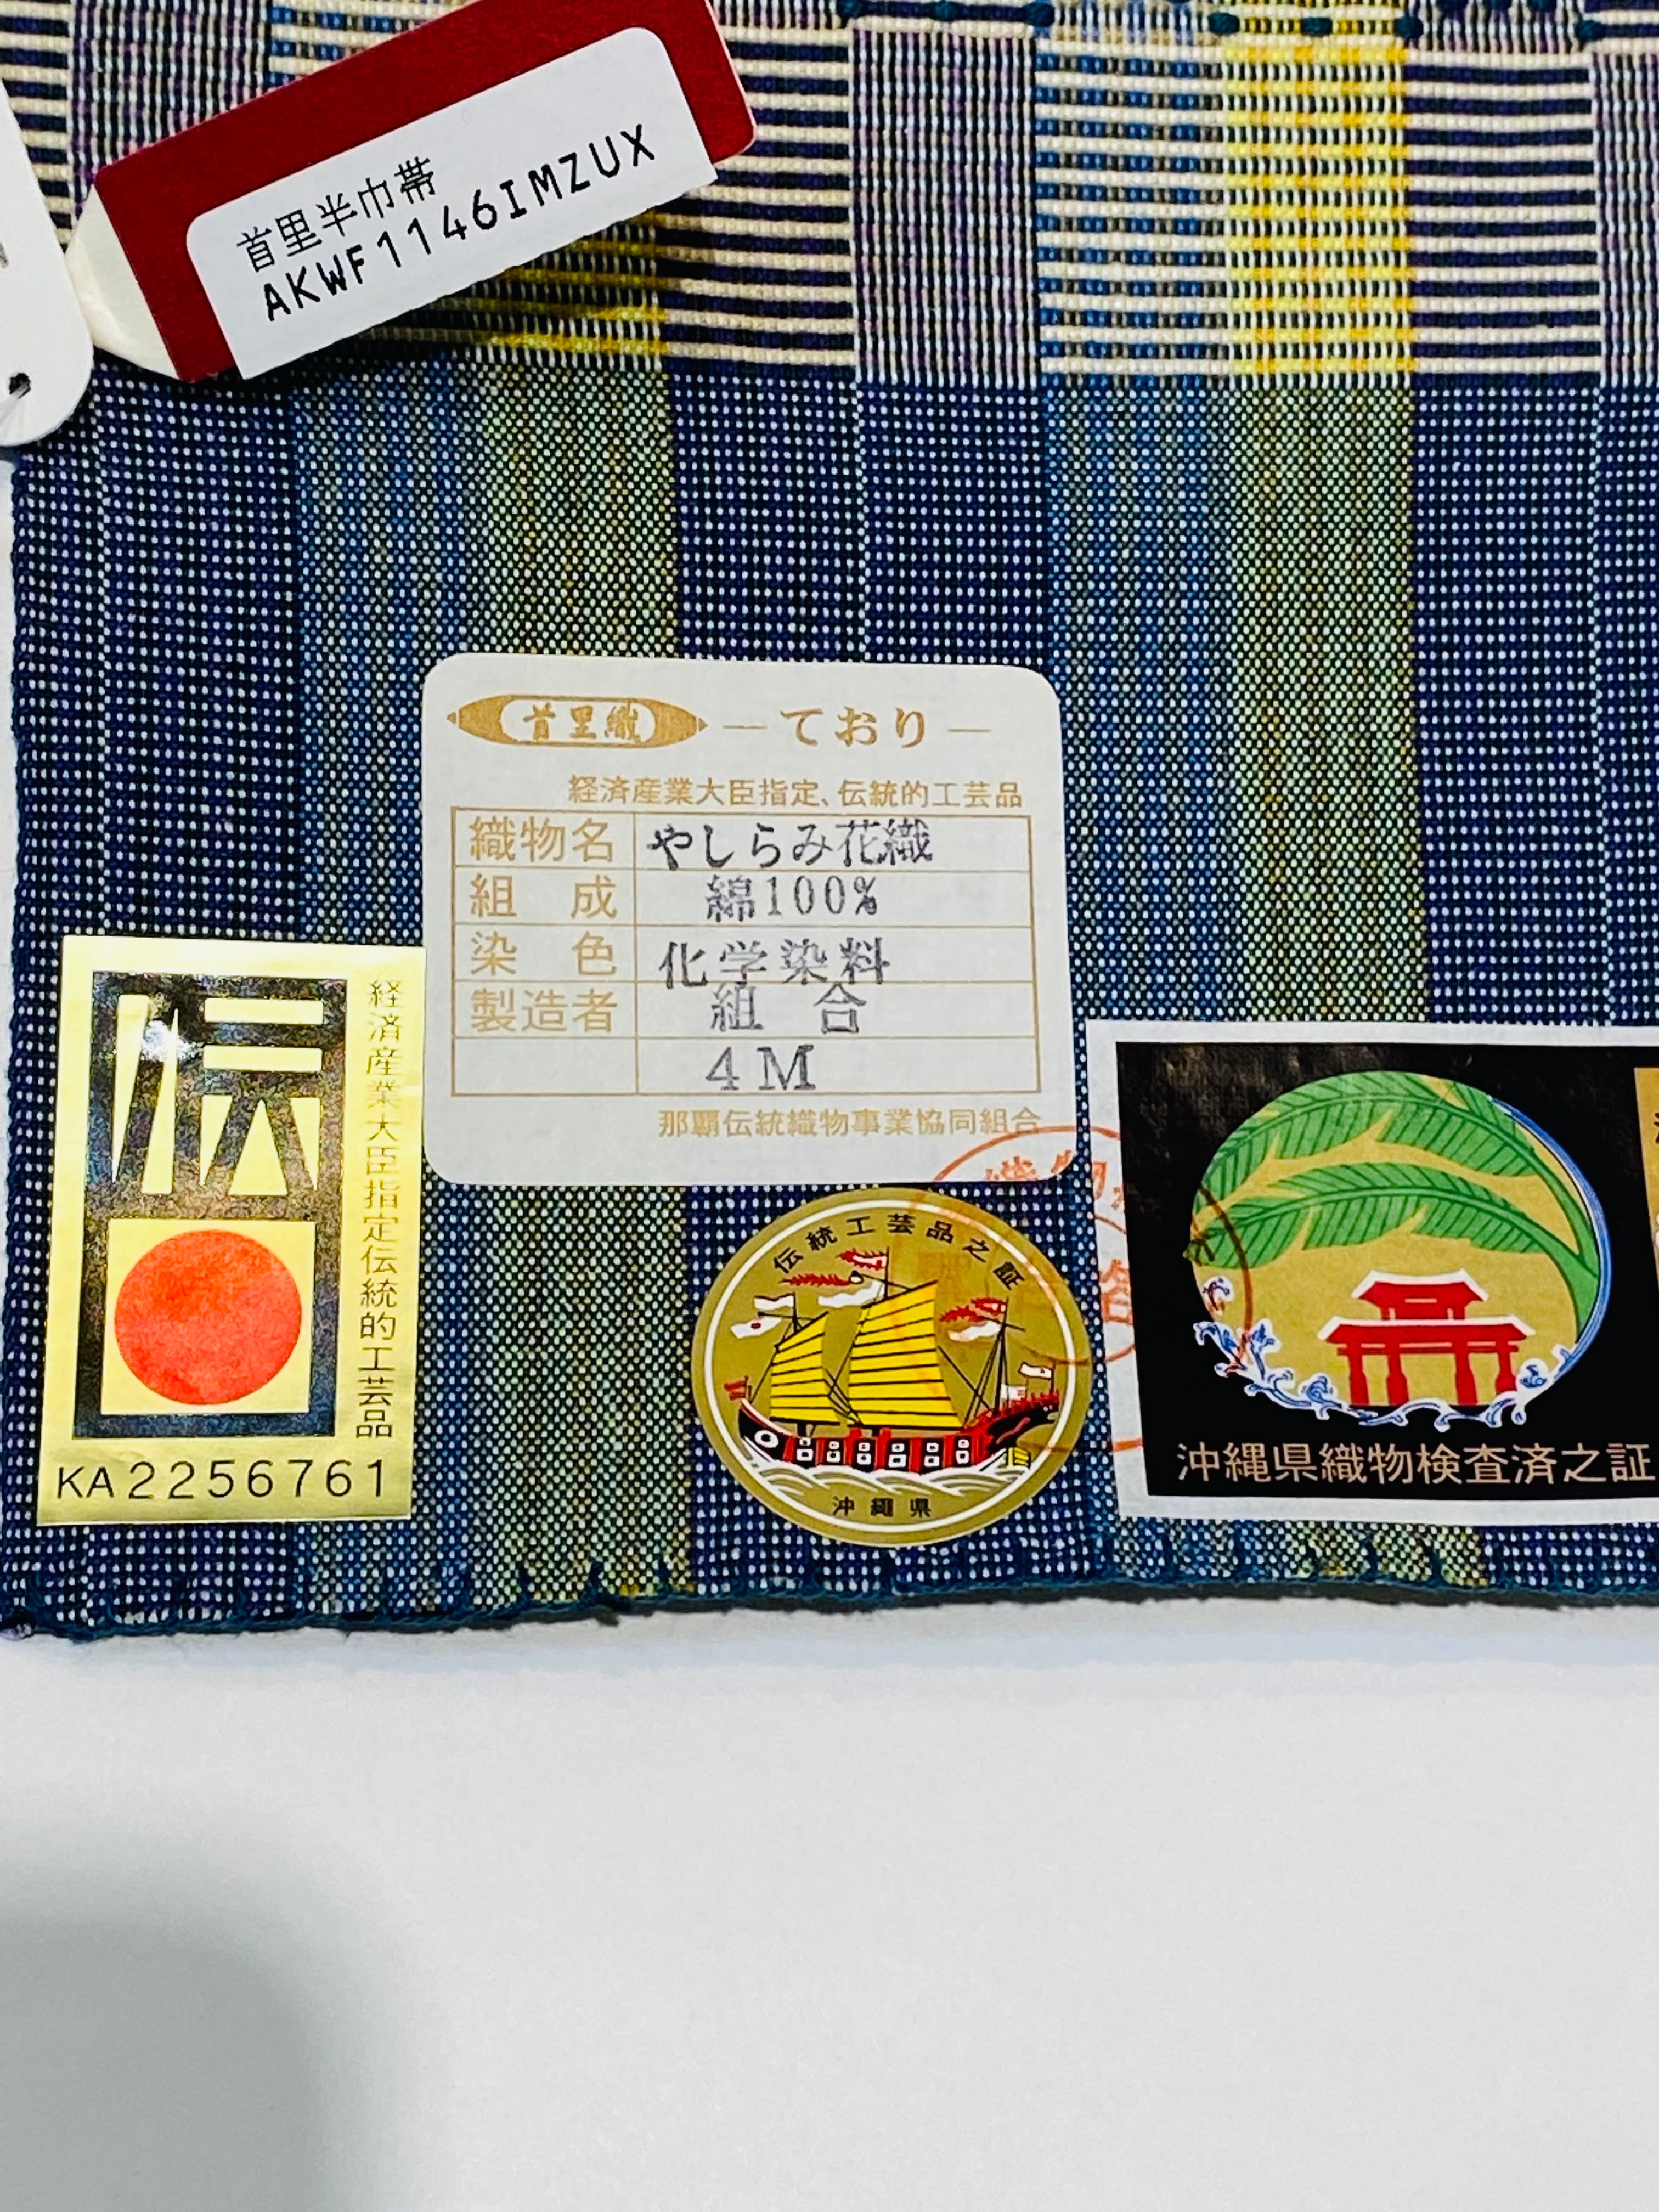 首里半巾帯
AKWF1146IMZUX
首里織 ―ており―
経済産業大臣指定、伝統的工芸品
織物名 やしらみ花織
組成 綿100%
染色 化学染料
製造者 組合
4M
那覇伝統織物事業協同組合
伝
経済産業大臣指定伝統的工芸品
KA2256761
伝統工芸品之証
沖縄県
沖縄県織物検査済之証